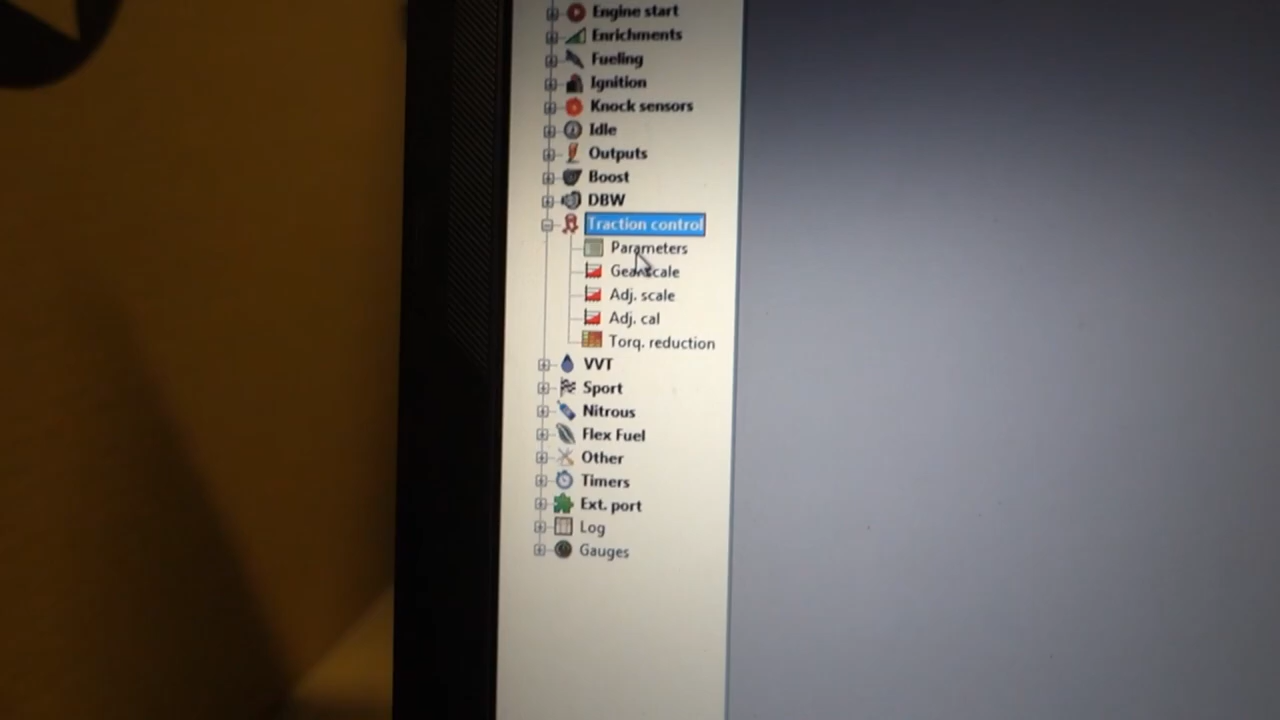 Engine start
Enrichments
Fueling
Ignition
Knock sensors
Idle
Outputs
Boost
DBW
Traction control
Parameters
Gear scale
Adj. scale
Adj. cal
Torq. reduction
VVT
Sport
Nitrous
Flex Fuel
Other
Timers
Ext. port
Log
Gauges